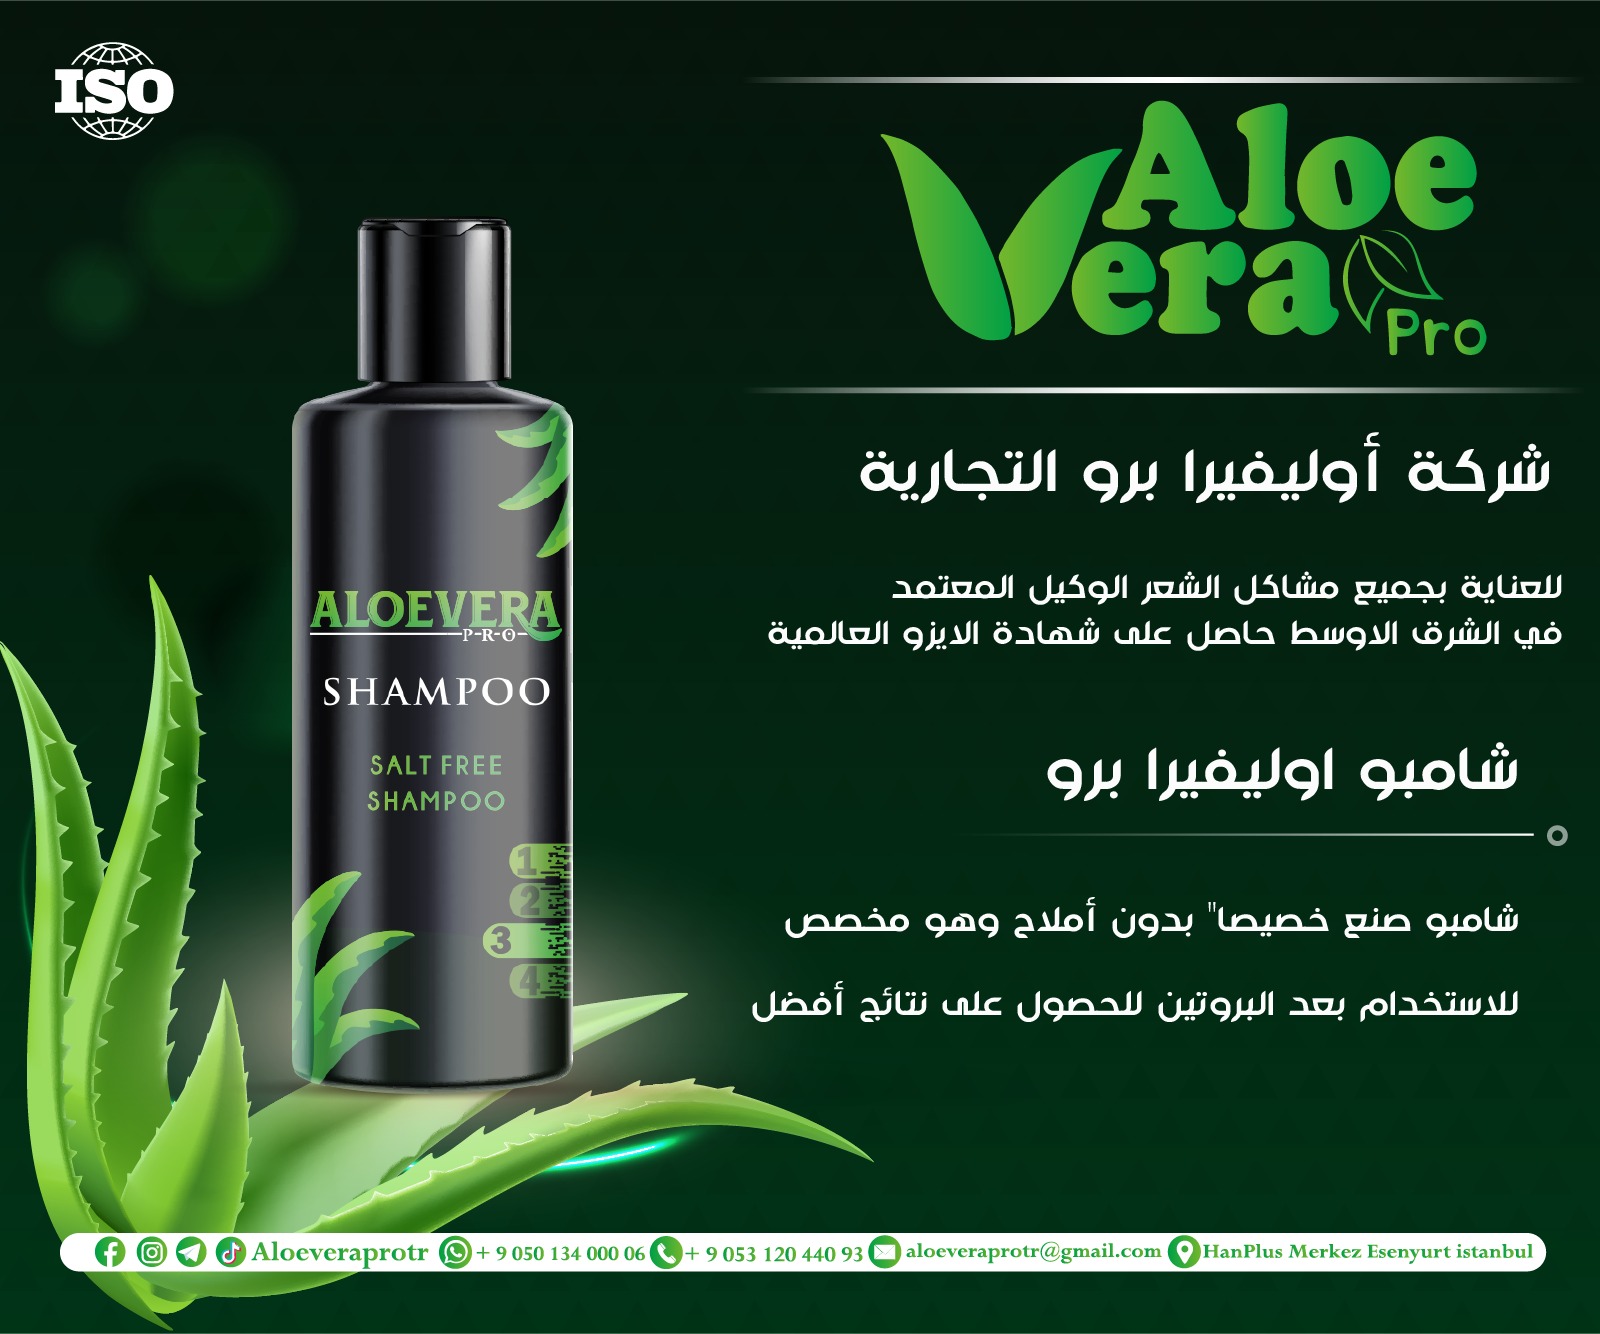 ISO
Aloe
Vera
Pro
شركة أوليفيرا برو التجارية
للعناية بجميع مشاكل الشعر الوكيل المعتمد
في الشرق الاوسط حاصل على شهادة الايزو العالمية
شامبو اوليفيرا برو
شامبو صنع خصيصا" بدون أملاح وهو مخصص
للاستخدام بعد البروتين للحصول على نتائج أفضل
ALOEVERA
P-R-O
SHAMPOO
SALT FREE
SHAMPOO
1
2
3
4
Aloeveraprotr + 9 050 134 000 06 + 9 053 120 440 93 aloeveraprotr@gmail.com HanPlus Merkez Esenyurt istanbul